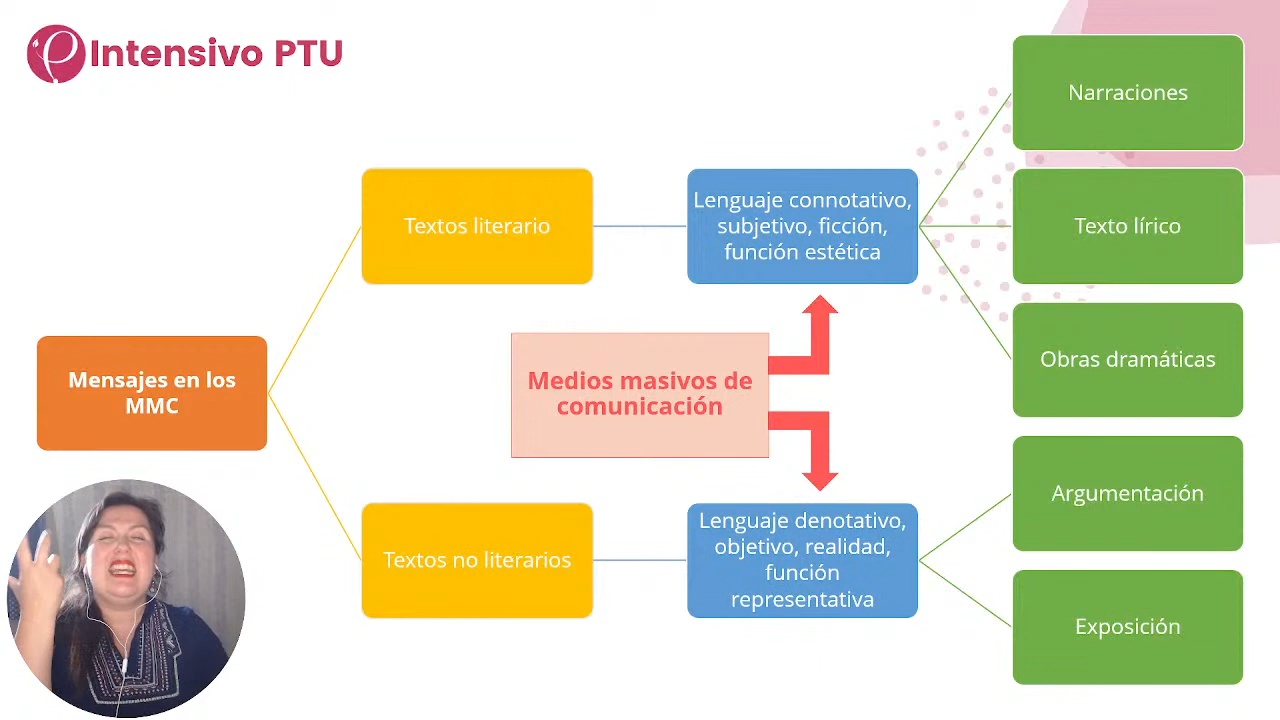 Intensivo PTU
Mensajes en los
MMC
Textos literario
Lenguaje connotativo,
subjetivo, ficción,
función estética
Narraciones
Texto lírico
Obras dramáticas
Medios masivos de
comunicación
Textos no literarios
Lenguaje denotativo,
objetivo, realidad,
función
representativa
Argumentación
Exposición